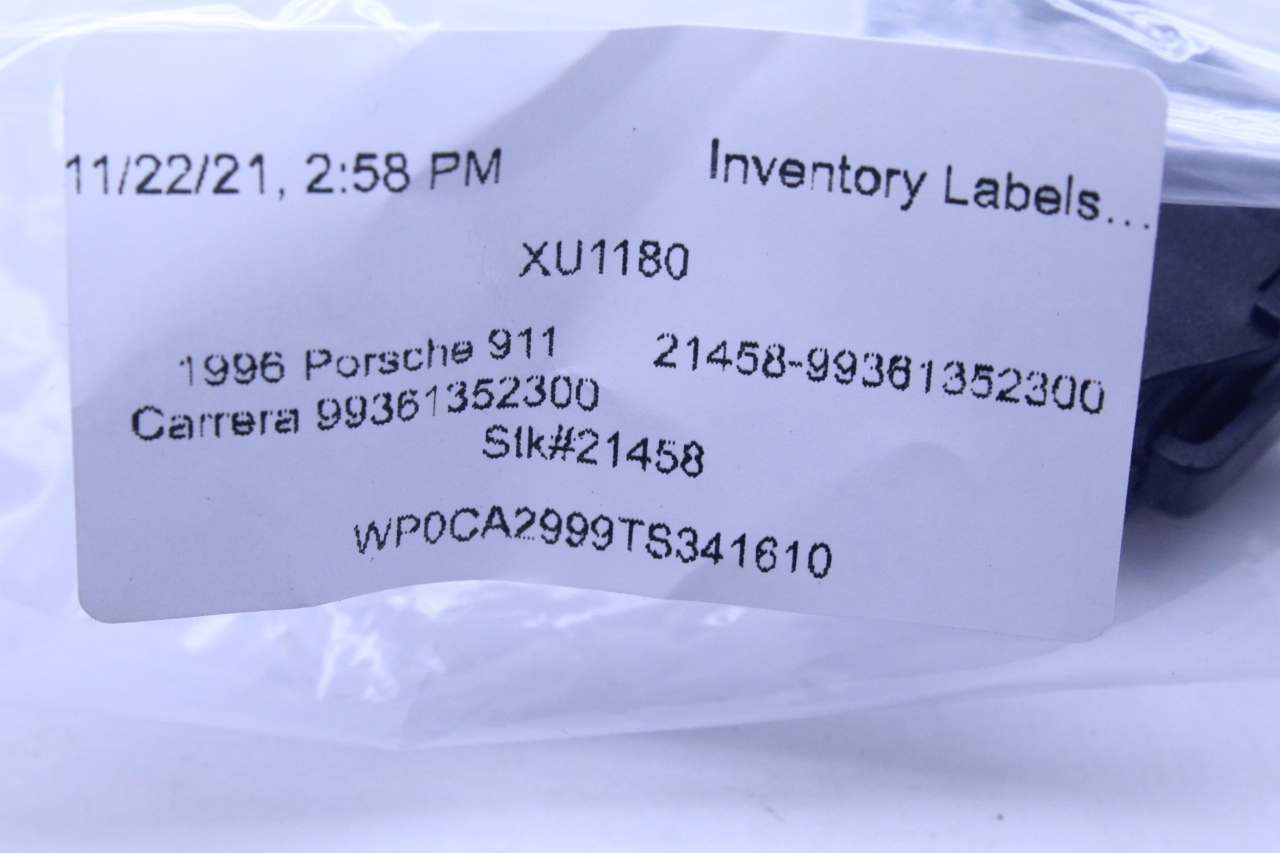 11/22/21, 2:58 PM Inventory Labels...
XU1180
1996 Porsche 911
Carrera 99361352300
21458-99361352300
Stk#21458
WP0CA2999TS341610